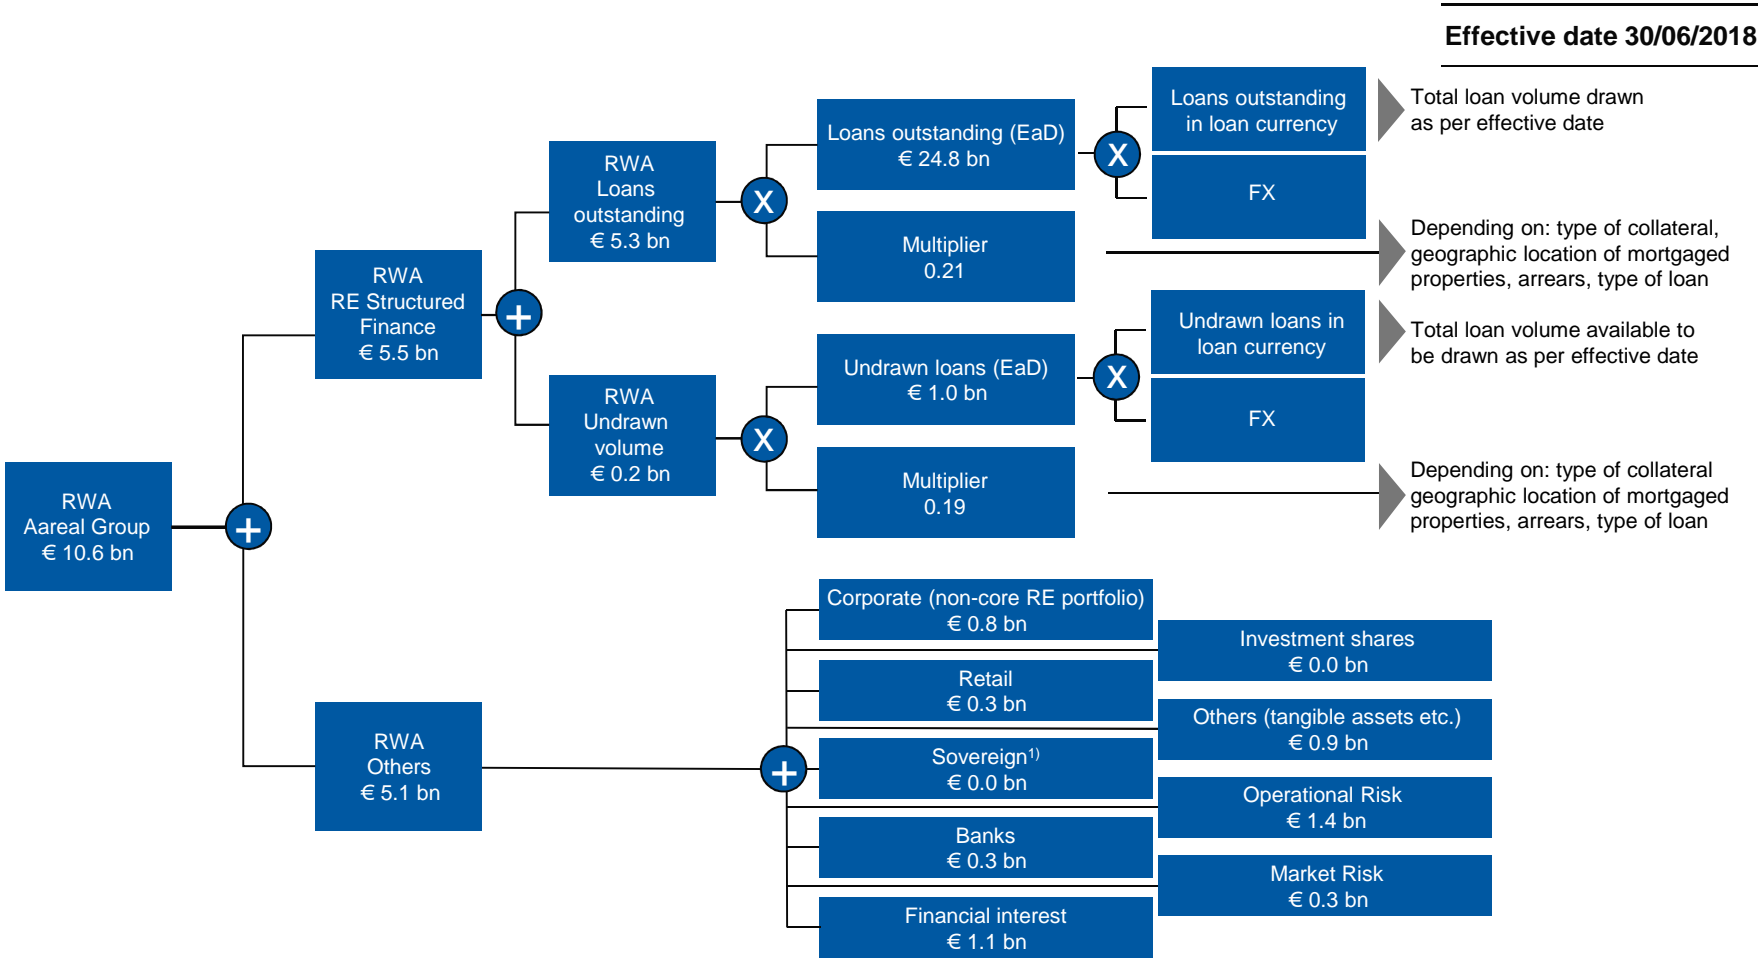 Effective date 30/06/2018
RWA
Aareal Group
€ 10.6 bn
+
RWA
RE Structured
Finance
€ 5.5 bn
+
RWA
Loans
outstanding
€ 5.3 bn
X
Loans outstanding (EaD)
€ 24.8 bn
X
Loans outstanding
in loan currency
Total loan volume drawn
as per effective date
FX
Multiplier
0.21
Depending on: type of collateral,
geographic location of mortgaged
properties, arrears, type of loan
RWA
Undrawn
volume
€ 0.2 bn
X
Undrawn loans (EaD)
€ 1.0 bn
X
Undrawn loans in
loan currency
Total loan volume available to
be drawn as per effective date
FX
Multiplier
0.19
Depending on: type of collateral
geographic location of mortgaged
properties, arrears, type of loan
RWA
Others
€ 5.1 bn
+
Corporate (non-core RE portfolio)
€ 0.8 bn
Investment shares
€ 0.0 bn
Retail
€ 0.3 bn
Others (tangible assets etc.)
€ 0.9 bn
Sovereign1)
€ 0.0 bn
Operational Risk
€ 1.4 bn
Banks
€ 0.3 bn
Market Risk
€ 0.3 bn
Financial interest
€ 1.1 bn